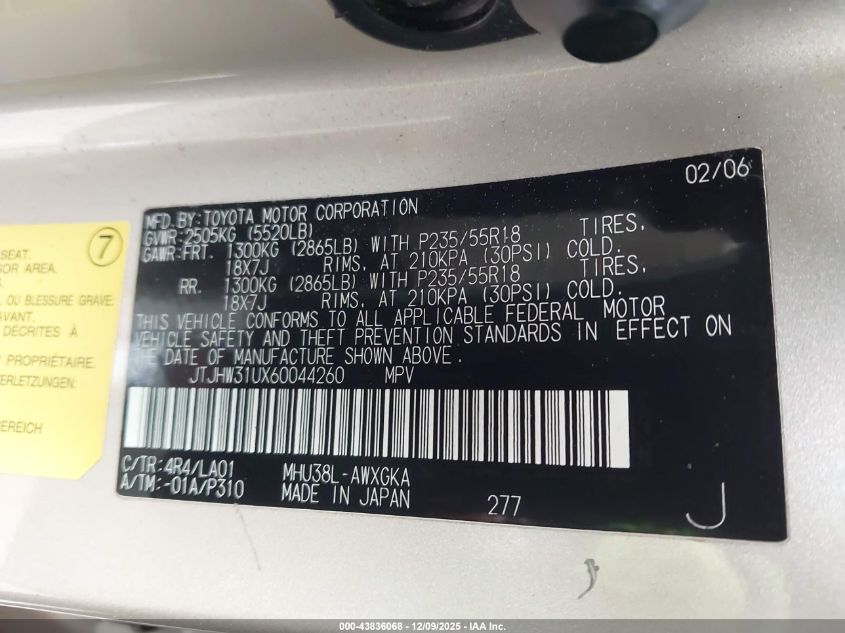 02/06
MFD.BY:TOYOTA MOTOR CORPORATION
GVWR:2505KG (5520LB)
GAWR:FRT. 1300KG (2865LB) WITH P235/55R18 TIRES,
18X7J RIMS. AT 210KPA (30PSI) COLD.
RR. 1300KG (2865LB) WITH P235/55R18 TIRES,
18X7J RIMS. AT 210KPA (30PSI) COLD.
THIS VEHICLE CONFORMS TO ALL APPLICABLE FEDERAL MOTOR
VEHICLE SAFETY AND THEFT PREVENTION STANDARDS IN EFFECT ON
THE DATE OF MANUFACTURE SHOWN ABOVE.
JTJHW31UX60044260 MPV
C/TR:4R4/LA01 MHU38L-AWXGKA
A/TM:-01A/P310 MADE IN JAPAN 277
J
7
SEAT.
AREA.
OU BLESSURE GRAVE:
DÉCRITES À
PROPRIÉTAIRE.
000-43836068 - 12/09/2025 - IAA Inc.